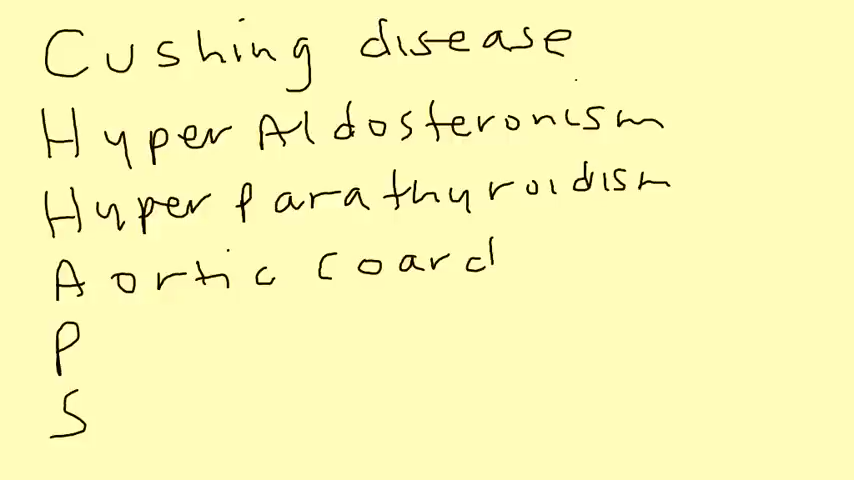 Cushing disease
Hyper Aldosteronism
Hyper parathyroidism
Aortic coard
P
S